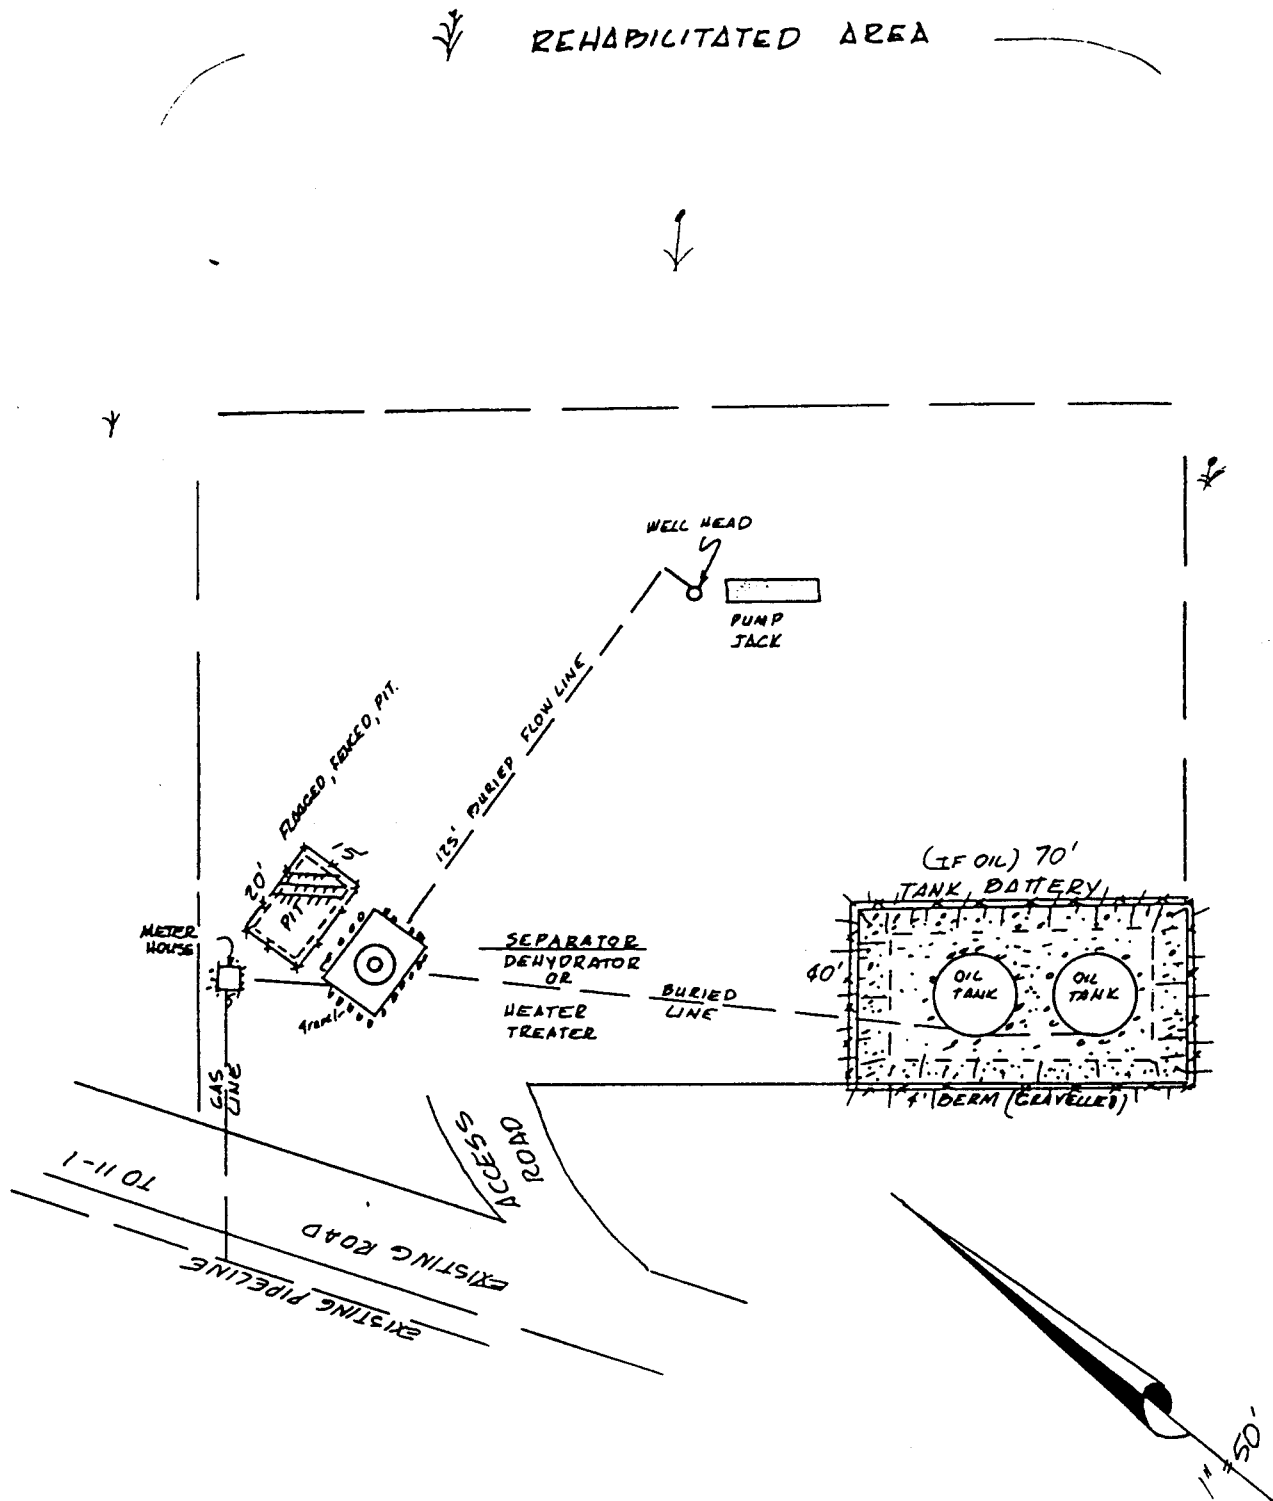 REHABILITATED AREA
WELL HEAD
PUMP
JACK
125' BURIED FLOW LINE
FLAGGED, FENCED, PIT.
20'
PIT
METER
HOUSE
Gravel
SEPARATOR
DEHYDRATOR
OR
HEATER
TREATER
BURIED
LINE
(IF OIL) 70'
TANK BATTERY
40'
OIL
TANK
OIL
TANK
4' BERM (GRAVELLED)
GAS
LINE
ACCESS
ROAD
TO 11-1
EXISTING ROAD
EXISTING PIPELINE
1" = 50'